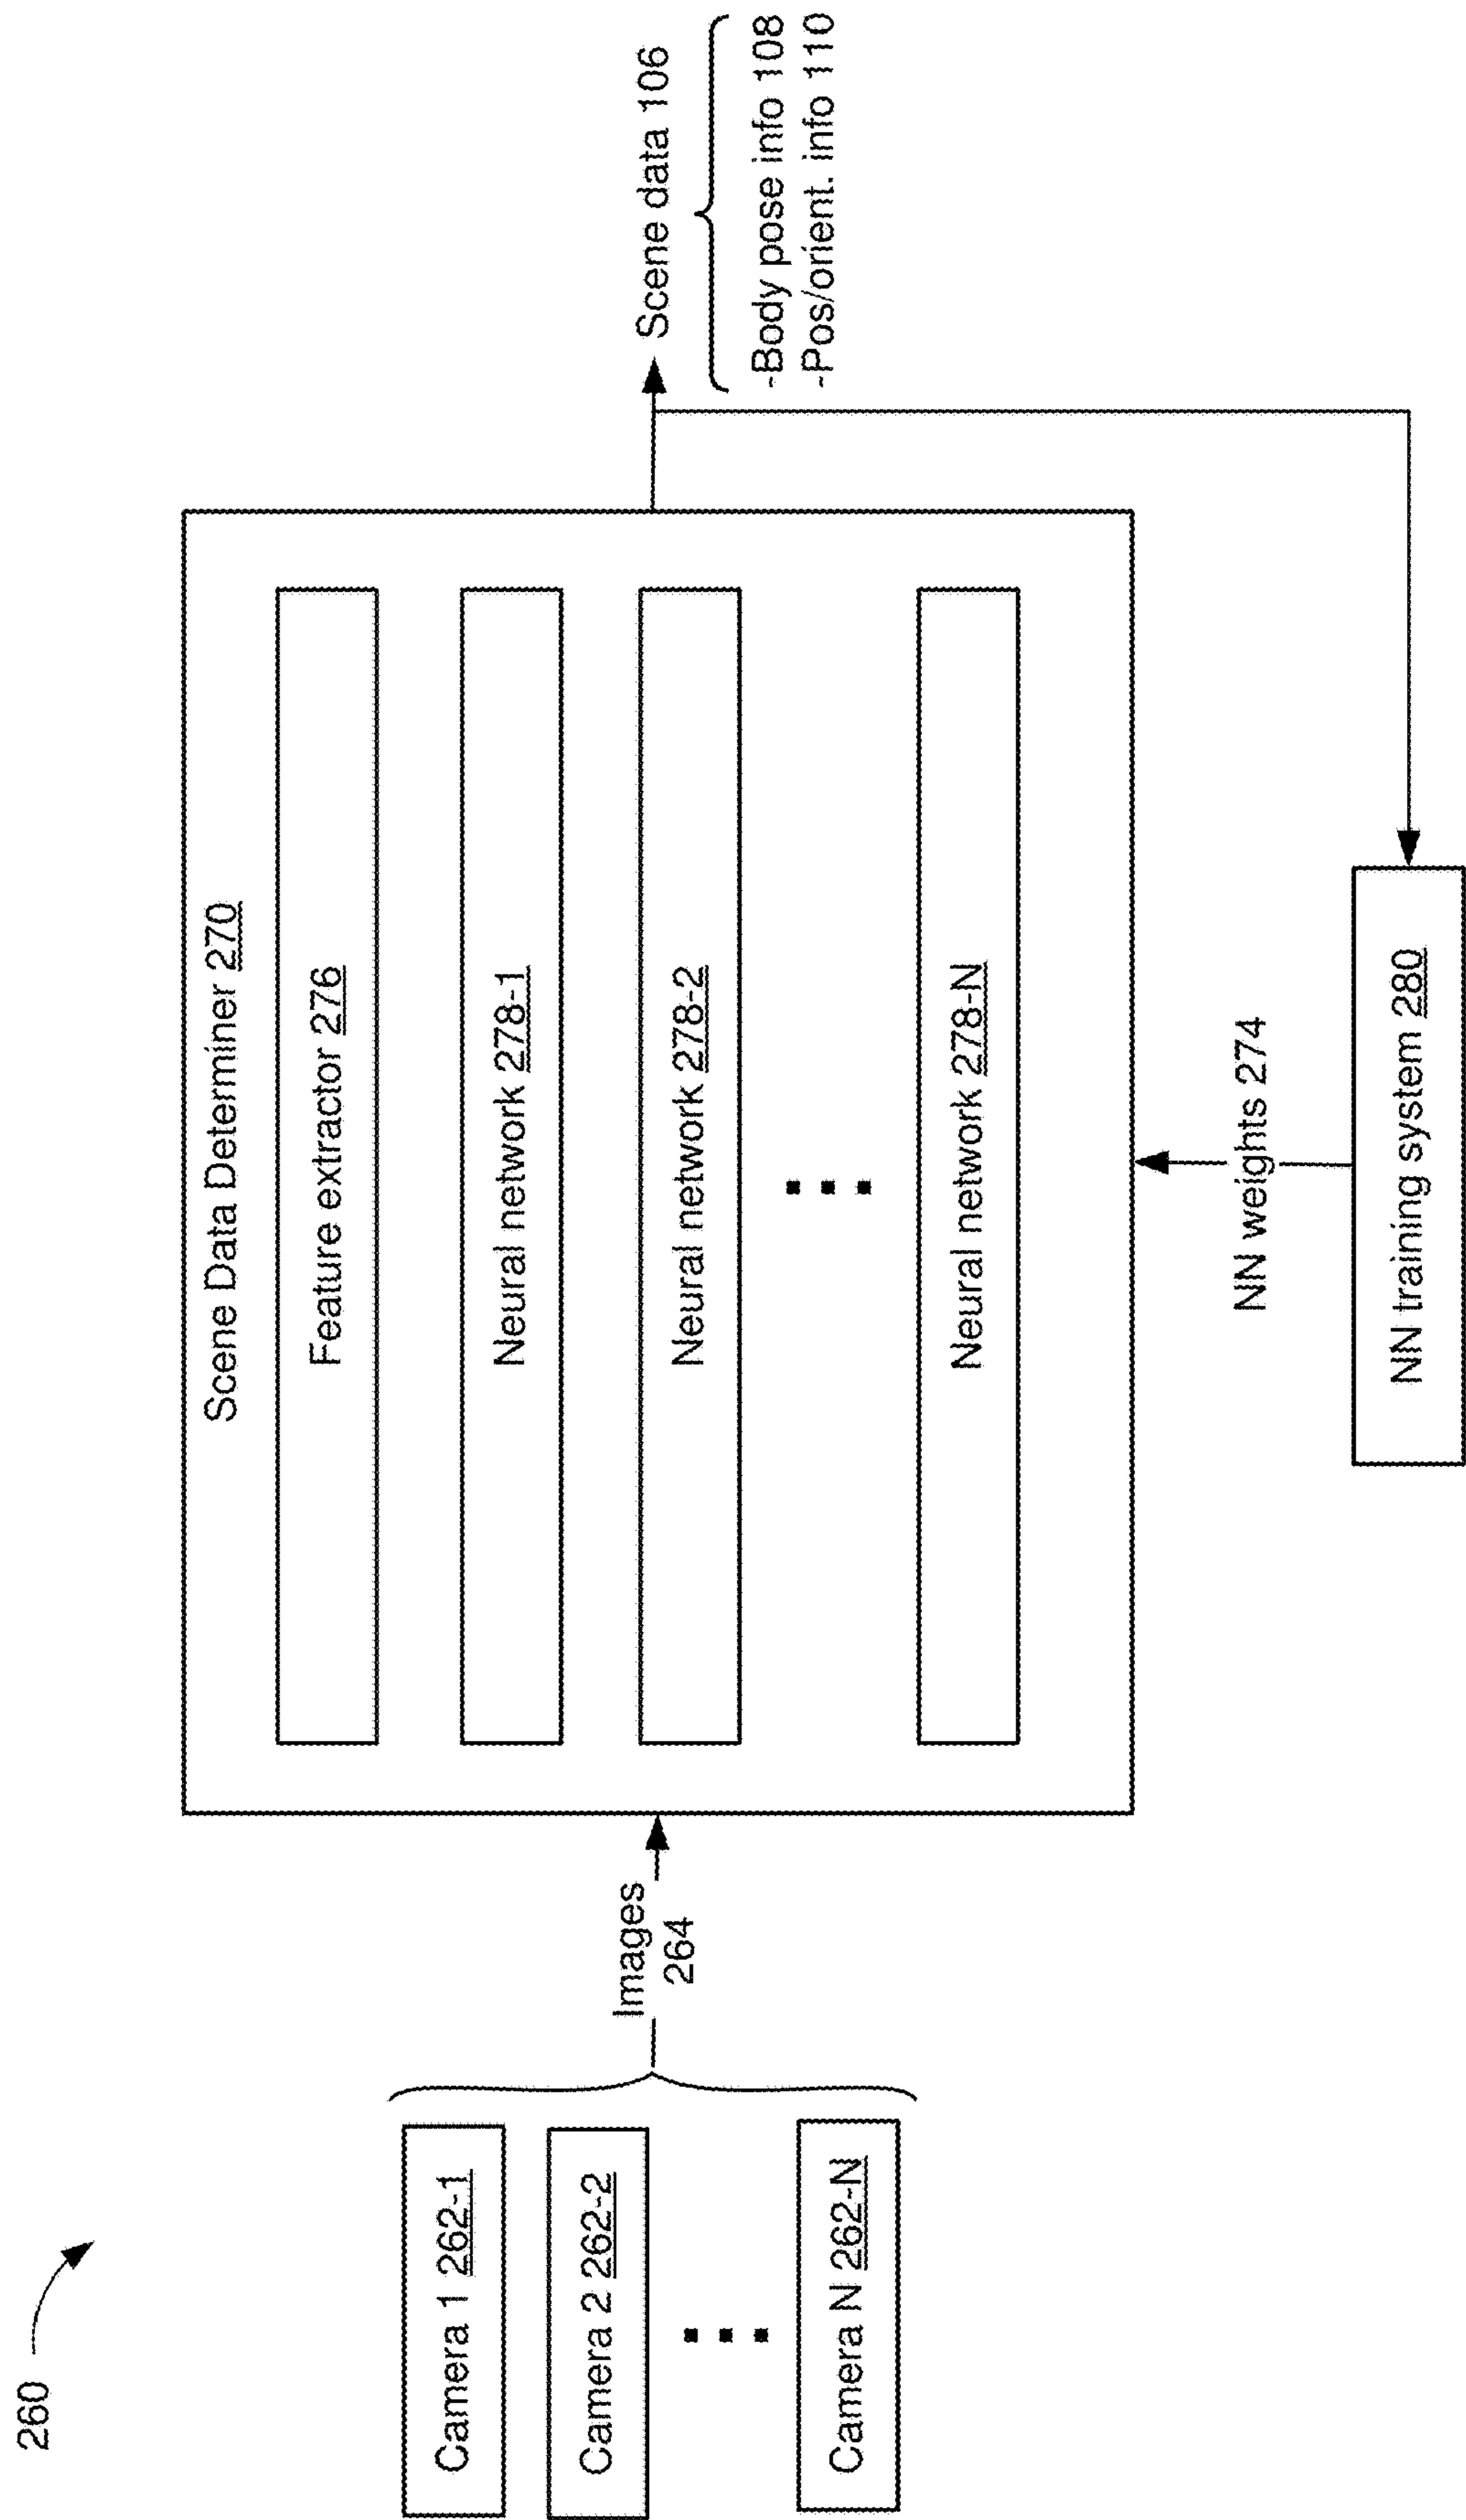 260
Camera 1 262-1
Camera 2 262-2
Camera N 262-N
Images
264
Scene Data Determiner 270
Feature extractor 276
Neural network 278-1
Neural network 278-2
Neural network 278-N
NN weights 274
NN training system 280
Scene data 106
-Body pose info 108
-Pos/orient. info 110